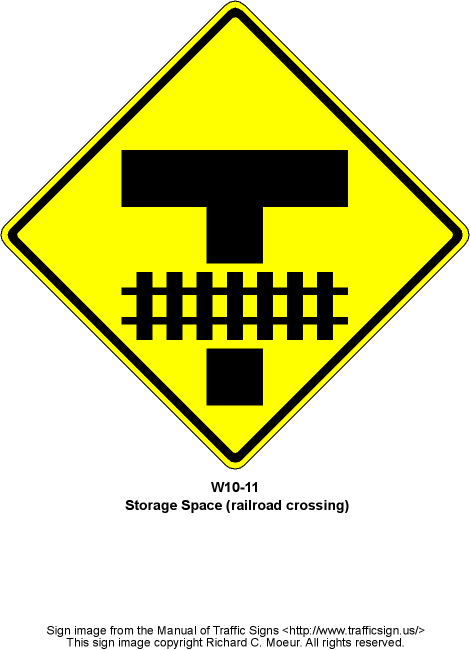 W10-11
Storage Space (railroad crossing)
Sign image from the Manual of Traffic Signs <http://www.trafficsign.us/>
This sign image copyright Richard C. Moeur. All rights reserved.